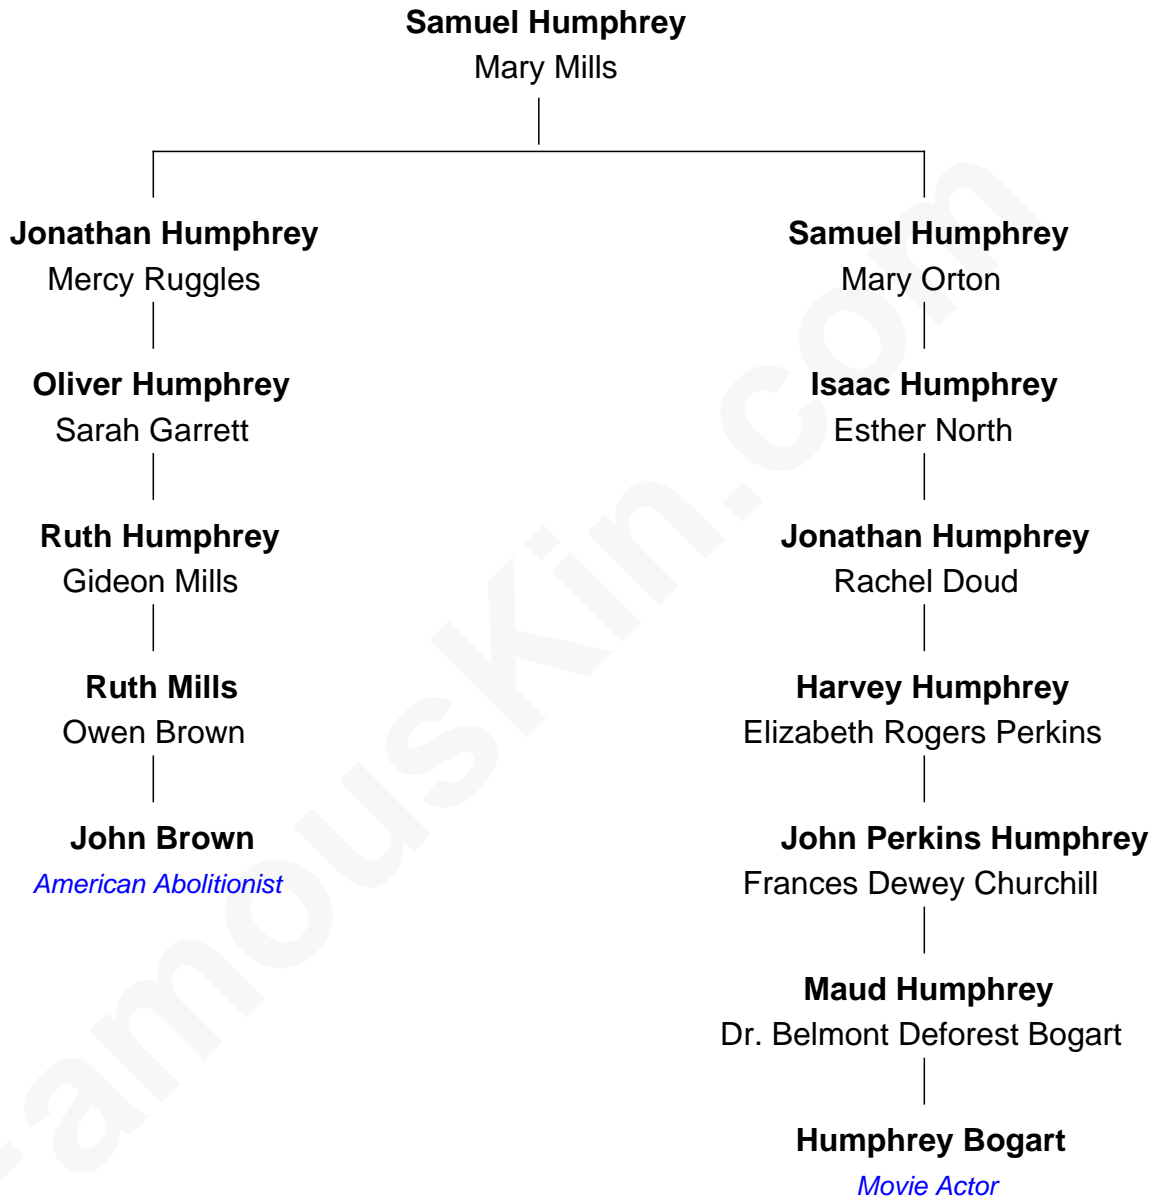 Samuel Humphrey
Mary Mills
Jonathan Humphrey
Mercy Ruggles
Oliver Humphrey
Sarah Garrett
Ruth Humphrey
Gideon Mills
Ruth Mills
Owen Brown
John Brown
American Abolitionist
Samuel Humphrey
Mary Orton
Isaac Humphrey
Esther North
Jonathan Humphrey
Rachel Doud
Harvey Humphrey
Elizabeth Rogers Perkins
John Perkins Humphrey
Frances Dewey Churchill
Maud Humphrey
Dr. Belmont Deforest Bogart
Humphrey Bogart
Movie Actor
FamousKin.com